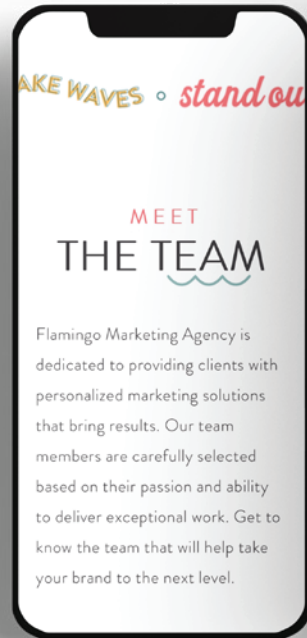 AKE WAVES ° stand ou
MEET
THE TEAM
Flamingo Marketing Agency is
dedicated to providing clients with
personalized marketing solutions
that bring results. Our team
members are carefully selected
based on their passion and ability
to deliver exceptional work. Get to
know the team that will help take
your brand to the next level.